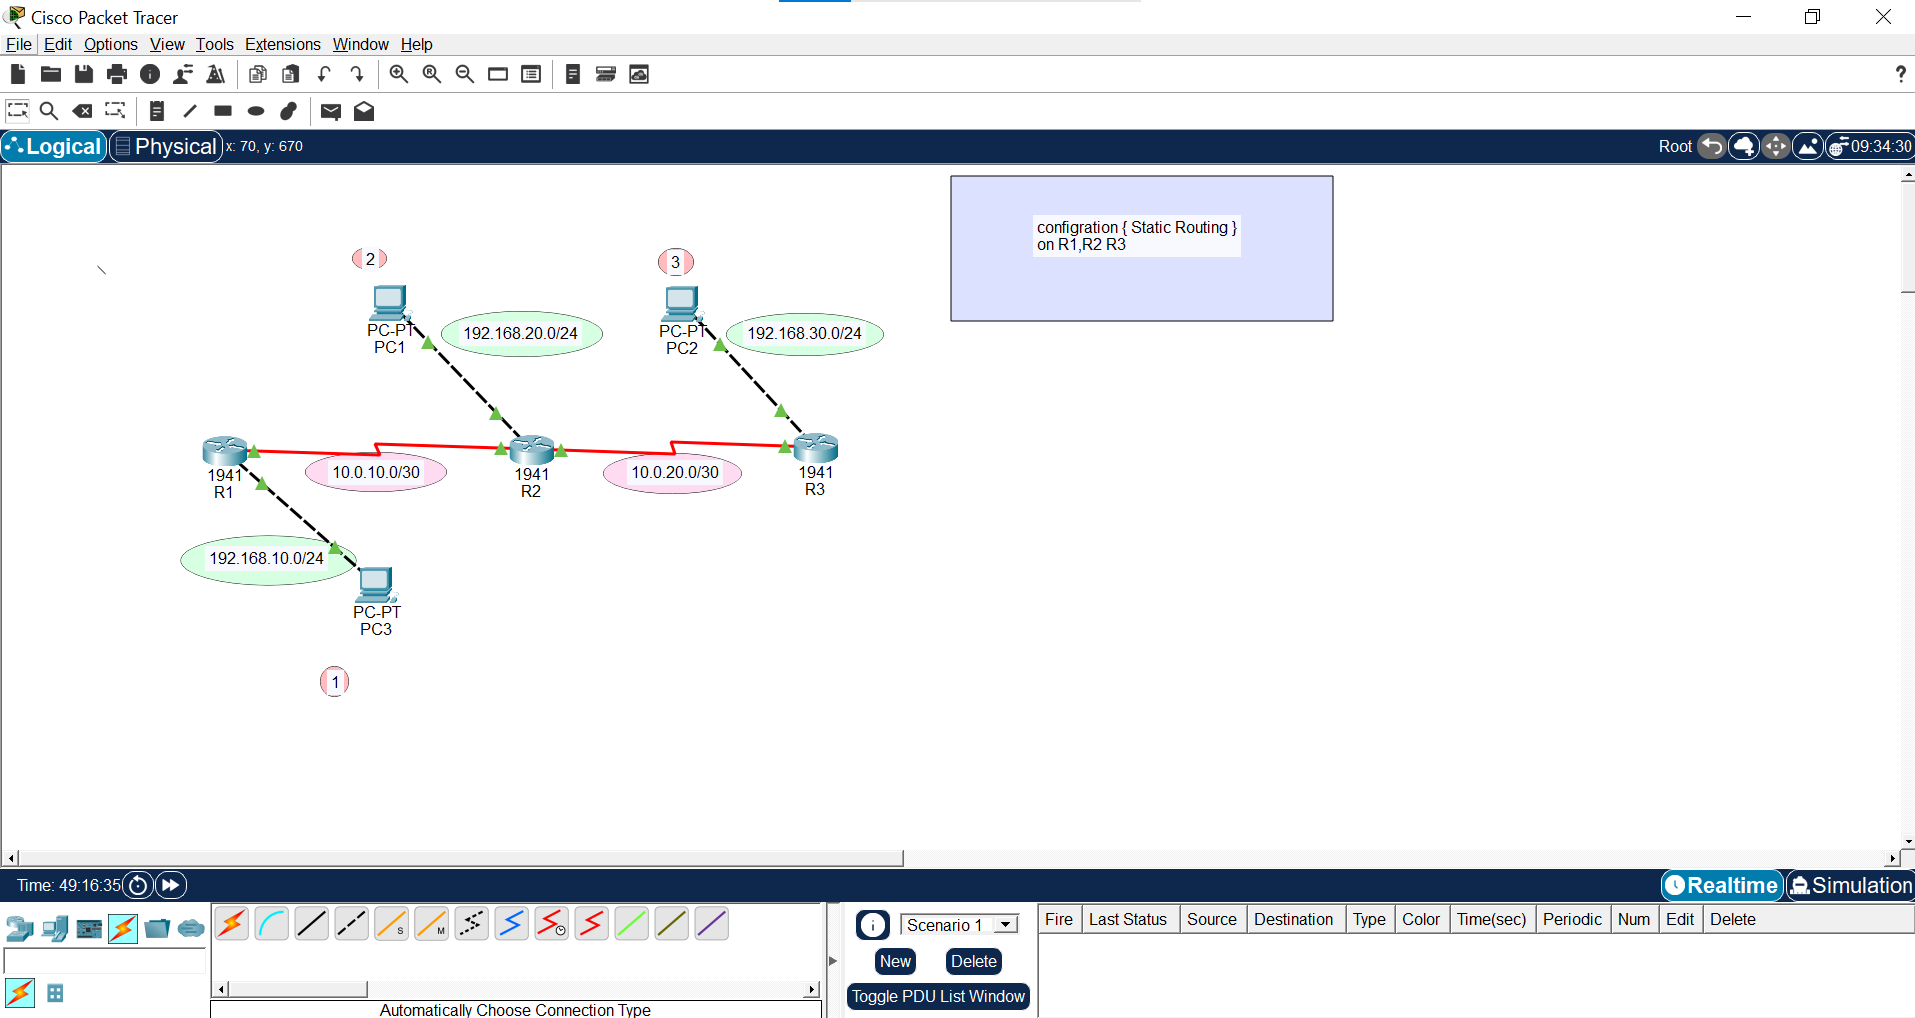 Cisco Packet Tracer
File Edit Options View Tools Extensions Window Help
?
Logical Physical x: 70, y: 670 Root 09:34:30
configration { Static Routing }
on R1,R2 R3
2
3
PC-PT
PC1
192.168.20.0/24
PC-PT
PC2
192.168.30.0/24
1941
R1
10.0.10.0/30
1941
R2
10.0.20.0/30
1941
R3
192.168.10.0/24
PC-PT
PC3
1
Time: 49:16:35 Realtime Simulation
S
M
Automatically Choose Connection Type
Scenario 1
New Delete
Toggle PDU List Window
Fire Last Status Source Destination Type Color Time(sec) Periodic Num Edit Delete